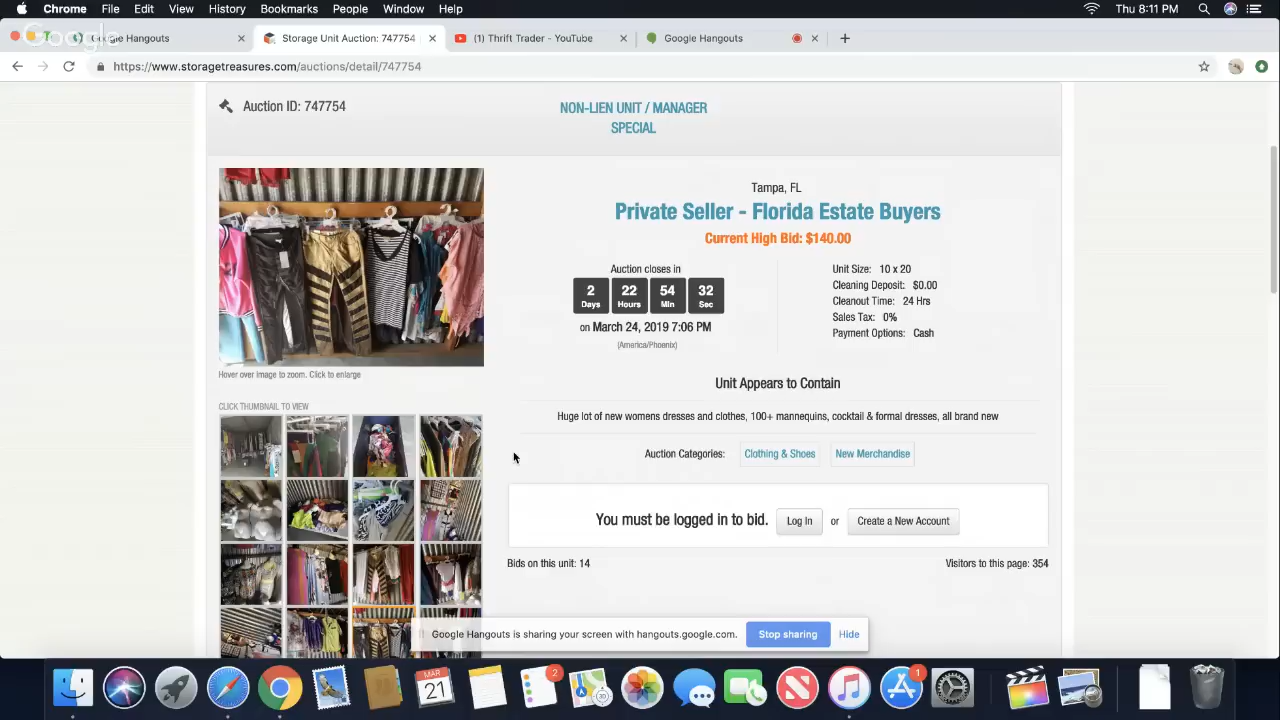 Chrome File Edit View History Bookmarks People Window Help Thu 8:11 PM
Google
Google Hangouts
Storage Unit Auction: 747754
(1) Thrift Trader - YouTube
Google Hangouts
https://www.storagetreasures.com/auctions/detail/747754
Auction ID: 747754
NON-LIEN UNIT / MANAGER
SPECIAL
Tampa, FL
Private Seller - Florida Estate Buyers
Current High Bid: $140.00
Auction closes in
2 22 54 32
Days Hours Min Sec
on March 24, 2019 7:06 PM
(America/Phoenix)
Unit Size: 10 x 20
Cleaning Deposit: $0.00
Cleanout Time: 24 Hrs
Sales Tax: 0%
Payment Options: Cash
Hover over image to zoom. Click to enlarge
CLICK THUMBNAIL TO VIEW
Unit Appears to Contain
Huge lot of new womens dresses and clothes, 100+ mannequins, cocktail & formal dresses, all brand new
Auction Categories: Clothing & Shoes New Merchandise
You must be logged in to bid. Log In or Create a New Account
Bids on this unit: 14
Visitors to this page: 354
Google Hangouts is sharing your screen with hangouts.google.com. Stop sharing Hide
MAR
21
2
1